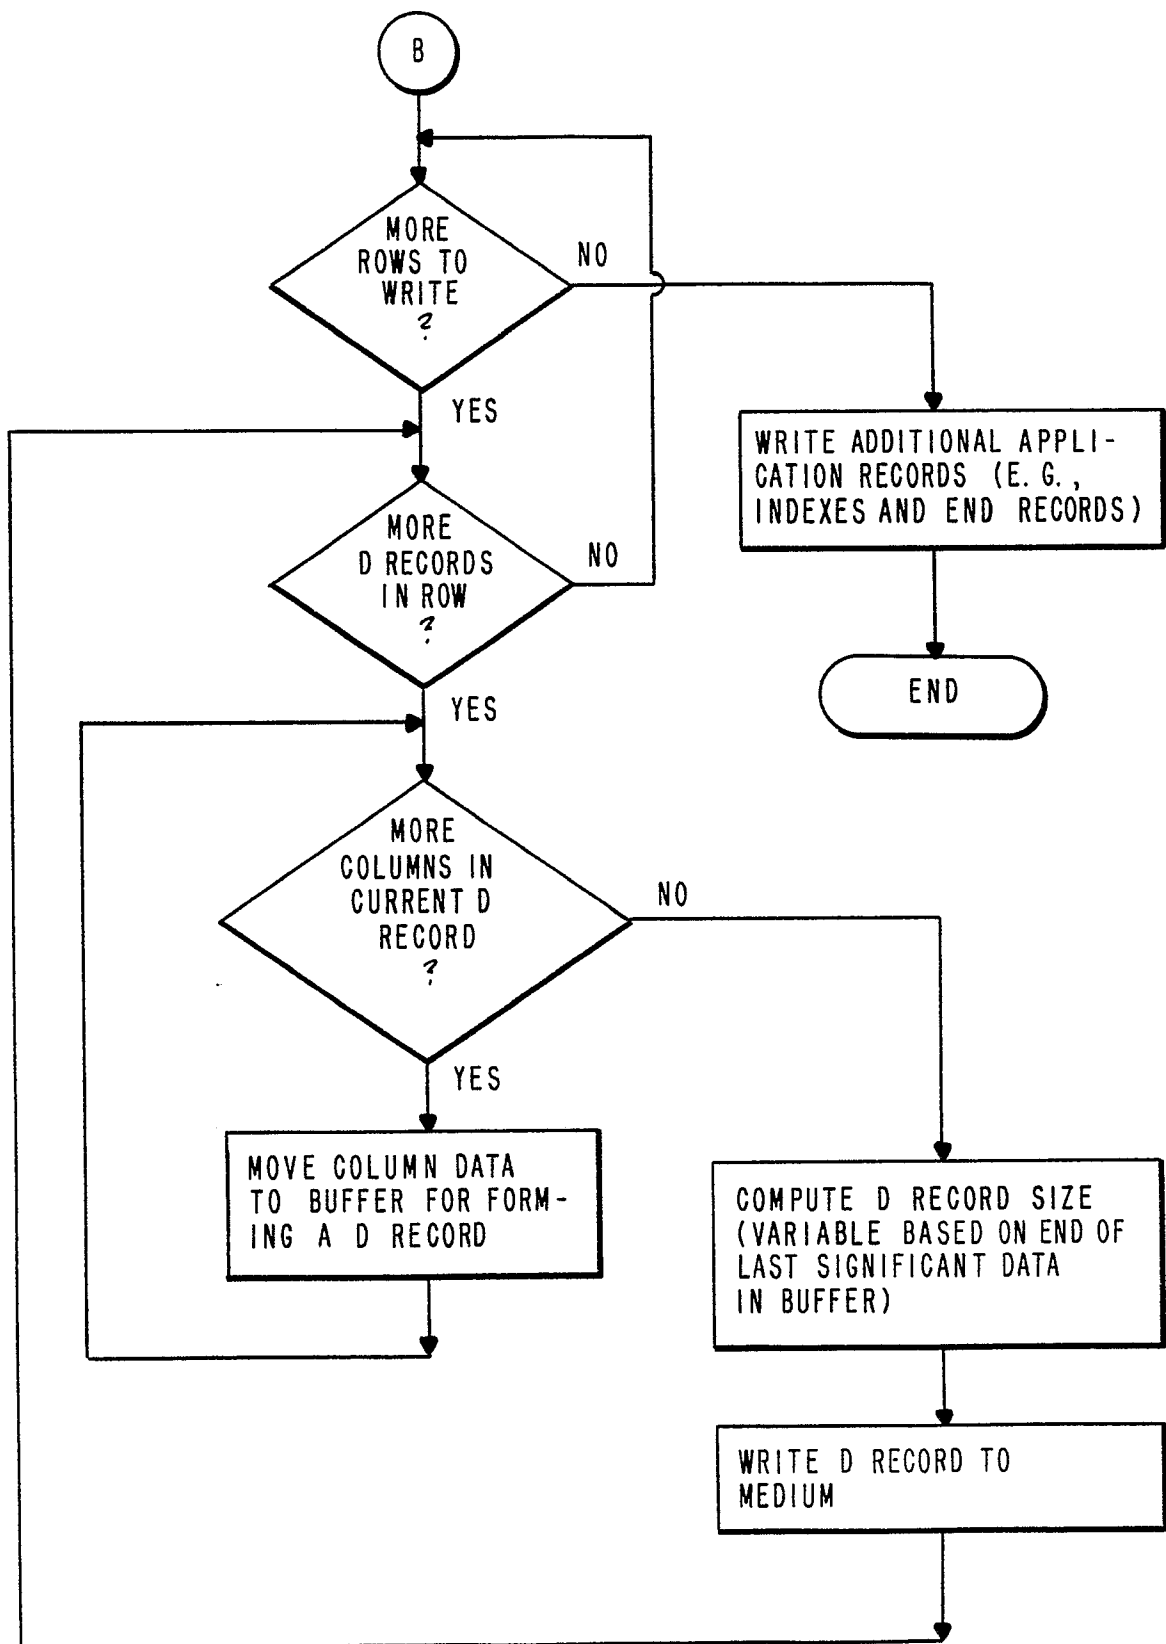 B
MORE
ROWS TO
WRITE
?
NO
YES
WRITE ADDITIONAL APPLI-
CATION RECORDS (E.G.,
INDEXES AND END RECORDS)
MORE
D RECORDS
IN ROW
?
NO
YES
END
MORE
COLUMNS IN
CURRENT D
RECORD
?
NO
YES
MOVE COLUMN DATA
TO BUFFER FOR FORM-
ING A D RECORD
COMPUTE D RECORD SIZE
(VARIABLE BASED ON END OF
LAST SIGNIFICANT DATA
IN BUFFER)
WRITE D RECORD TO
MEDIUM